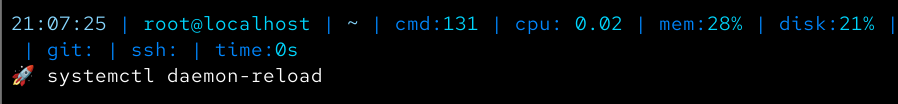 21:07:25 | root@localhost | ~ | cmd:131 | cpu: 0.02 | mem:28% | disk:21% |
| git: | ssh: | time:0s
🚀 systemctl daemon-reload